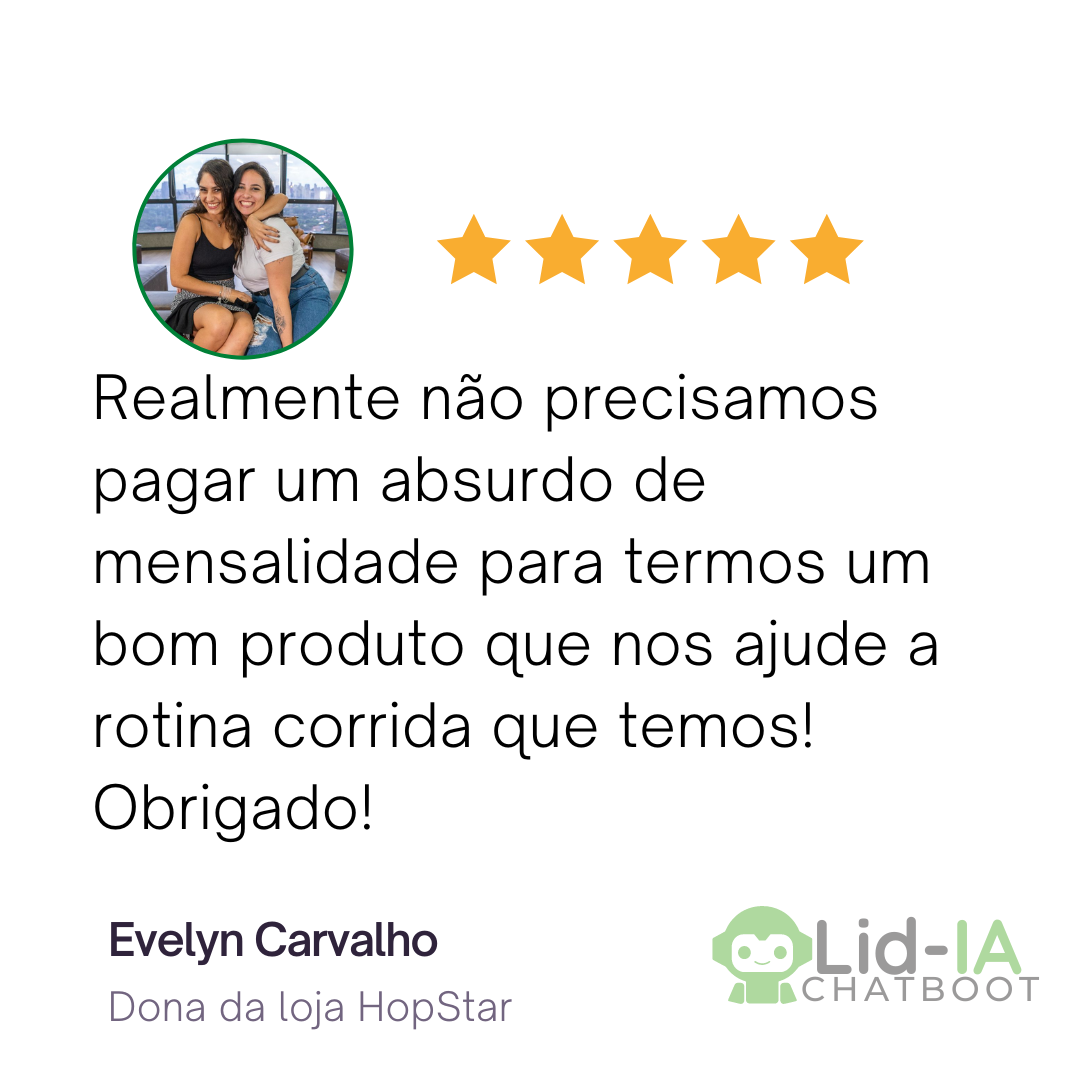 Realmente não precisamos
pagar um absurdo de
mensalidade para termos um
bom produto que nos ajude a
rotina corrida que temos!
Obrigado!
Evelyn Carvalho
Dona da loja HopStar
Lid-IA
CHATBOOT